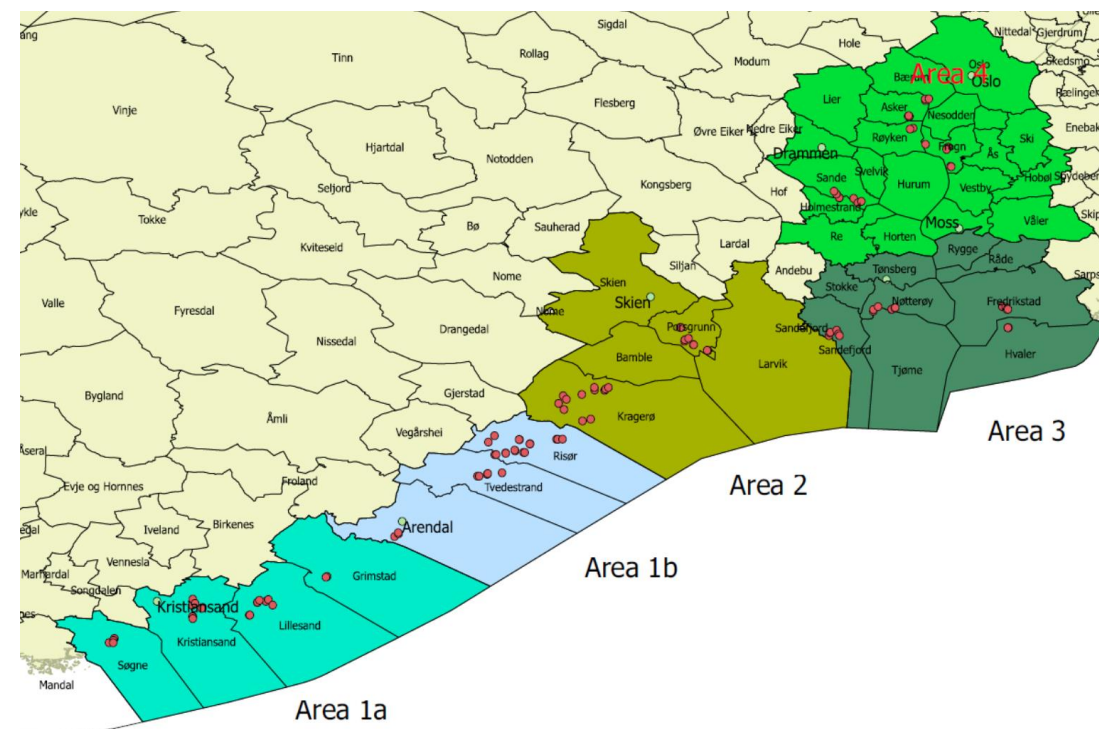 Sigdal
Nittedal
Gjerdrum
Hole
Tinn
Rollag
Modum
Skedsmo
Oslo
Bærum
Area 4
Oslo
Rælingen
Vinje
Flesberg
Lier
Asker
Nesodden
Øvre Eiker
Nedre Eiker
Enebak
Røyken
Frogn
Ski
Hjartdal
Notodden
Drammen
Ås
Sande
Svelvik
Hobøl
Spydeber
Seljord
Kongsberg
Hof
Hurum
Vestby
Holmestrand
ykle
Tokke
Bø
Sauherad
Moss
Våler
Skip
Kviteseid
Lardal
Re
Horten
Rygge
Råde
Siljan
Andebu
Tønsberg
Sarps
Nome
Skien
Stokke
Valle
Fyresdal
Skien
Nøtterøy
Fredrikstad
Nome
Drangedal
Porsgrunn
Sandefjord
Nissedal
Sandefjord
Hvaler
Bamble
Larvik
Tjøme
Bygland
Gjerstad
Åmli
Kragerø
Vegårshei
Area 3
Åseral
Risør
Evje og Hornnes
Froland
Tvedestrand
Area 2
Iveland
Birkenes
Arendal
Vennesla
Area 1b
Marnardal
Grimstad
Songdalen
Kristiansand
Lillesand
Kristiansand
Søgne
Mandal
Area 1a